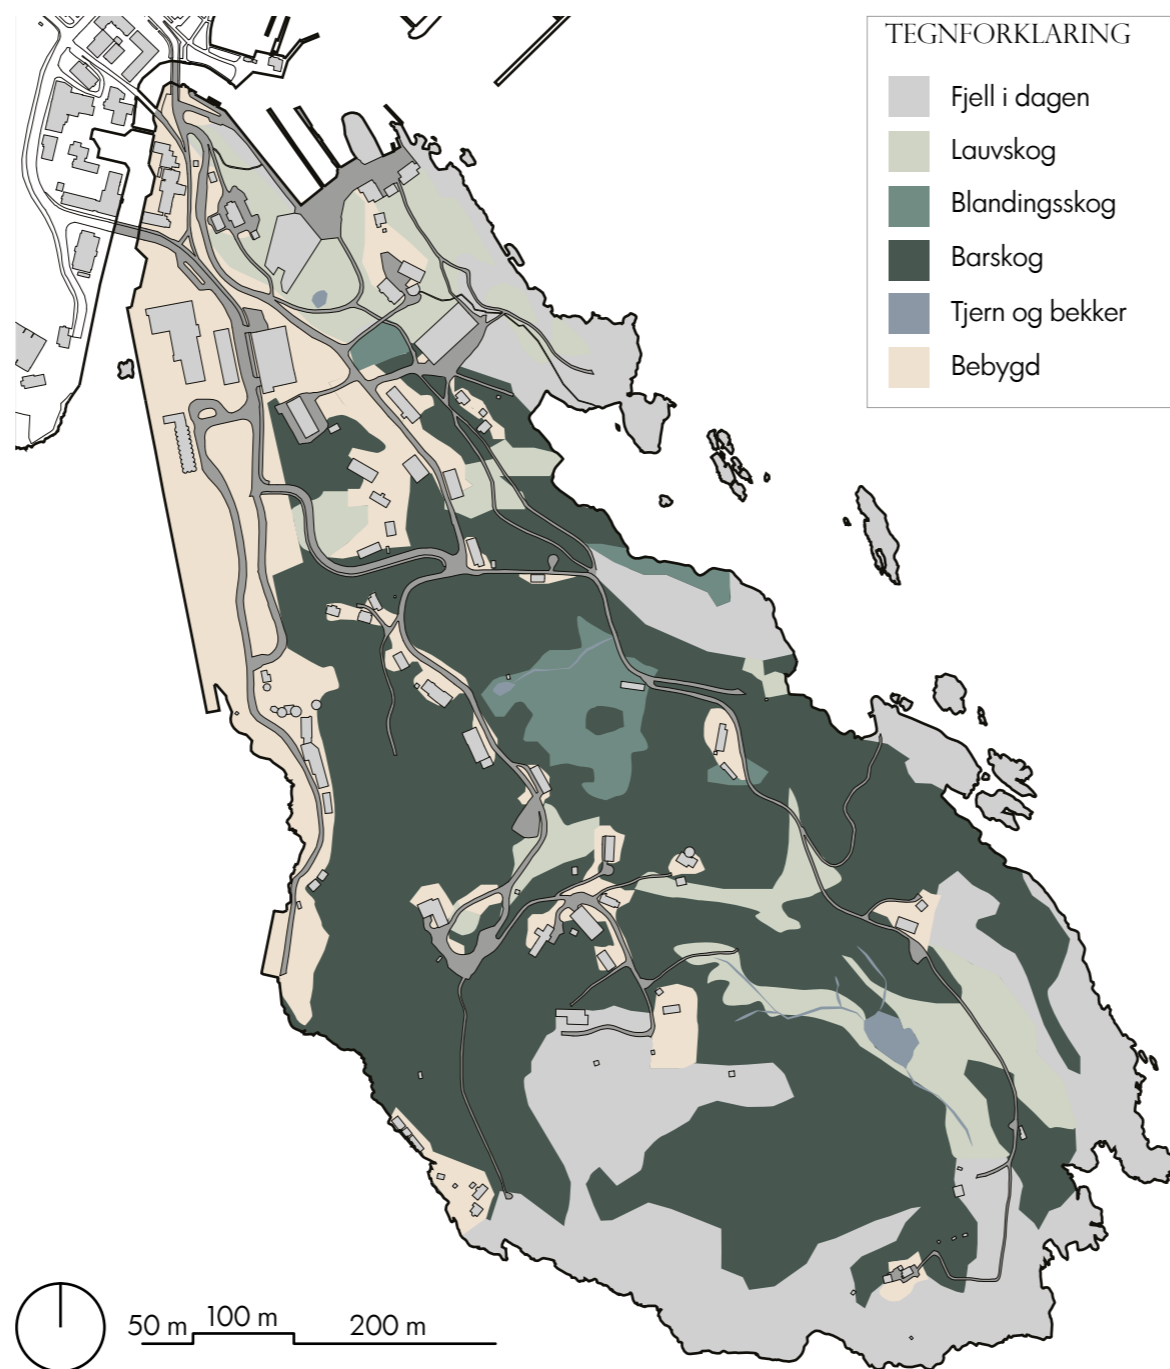 TEGNFORKLARING
Fjell i dagen
Lauvskog
Blandingsskog
Barskog
Tjern og bekker
Bebygd
50 m 100 m 200 m